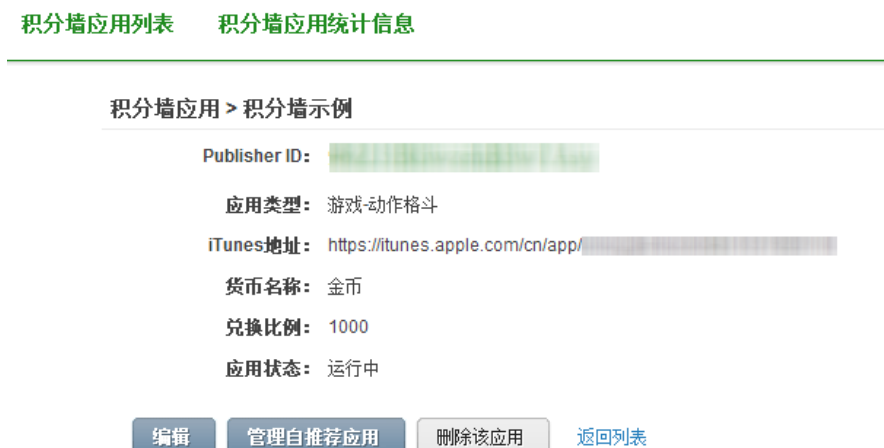 积分墙应用列表 积分墙应用统计信息
积分墙应用 > 积分墙示例
Publisher ID：
应用类型： 游戏-动作格斗
iTunes地址： https://itunes.apple.com/cn/app/
货币名称： 金币
兑换比例： 1000
应用状态： 运行中
编辑 管理自推荐应用 删除该应用 返回列表